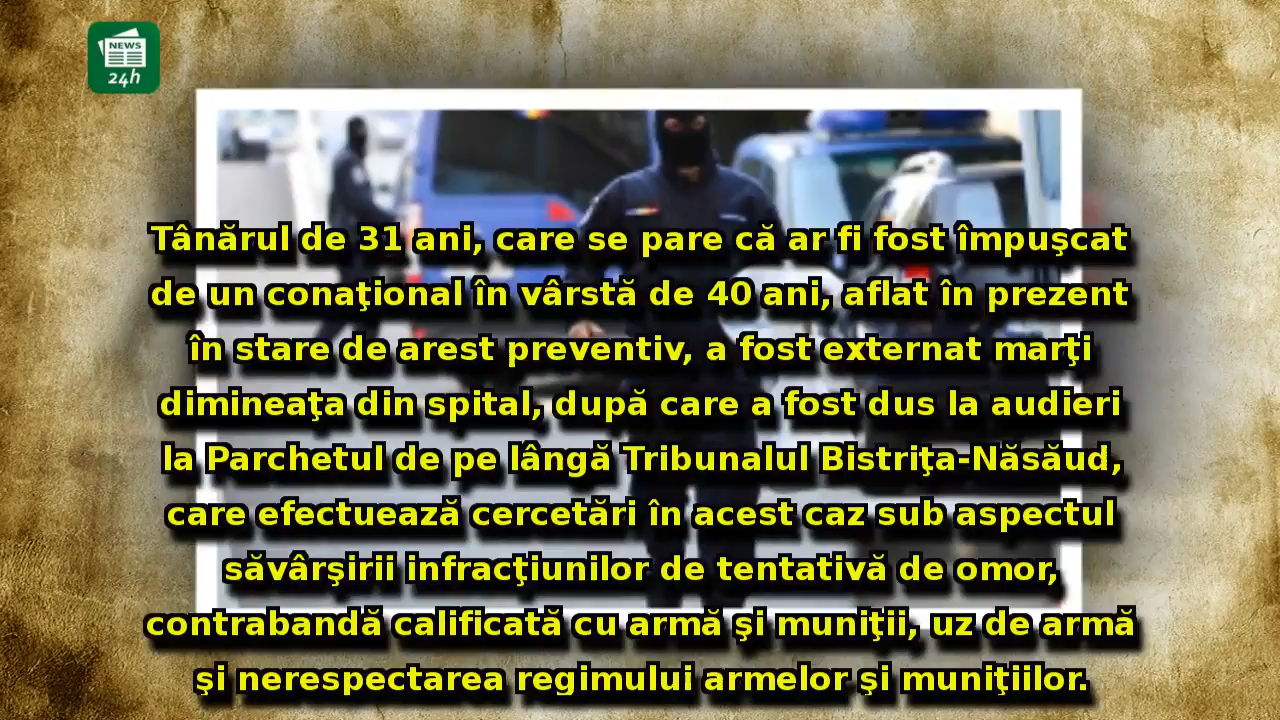 NEWS
24h
Tânărul de 31 ani, care se pare că ar fi fost împuşcat
de un conaţional în vârstă de 40 ani, aflat în prezent
în stare de arest preventiv, a fost externat marţi
dimineaţa din spital, după care a fost dus la audieri
la Parchetul de pe lângă Tribunalul Bistriţa-Năsăud,
care efectuează cercetări în acest caz sub aspectul
săvârşirii infracţiunilor de tentativă de omor,
contrabandă calificată cu armă şi muniţii, uz de armă
şi nerespectarea regimului armelor şi muniţiilor.